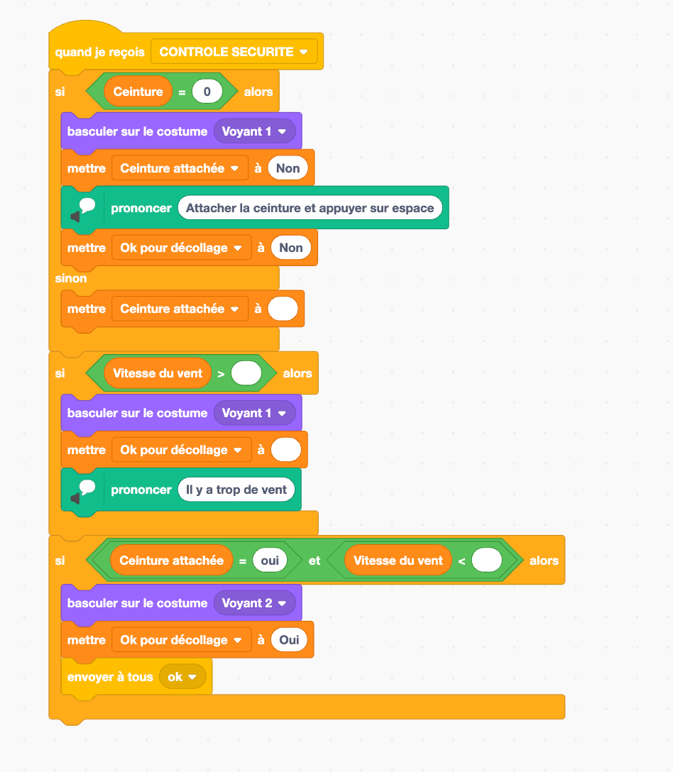 quand je reçois CONTROLE SECURITE
si Ceinture = 0 alors
basculer sur le costume Voyant 1
mettre Ceinture attachée à Non
prononcer Attacher la ceinture et appuyer sur espace
mettre Ok pour décollage à Non
sinon
mettre Ceinture attachée à
si Vitesse du vent > alors
basculer sur le costume Voyant 1
mettre Ok pour décollage à
prononcer Il y a trop de vent
si Ceinture attachée = oui et Vitesse du vent < alors
basculer sur le costume Voyant 2
mettre Ok pour décollage à Oui
envoyer à tous ok